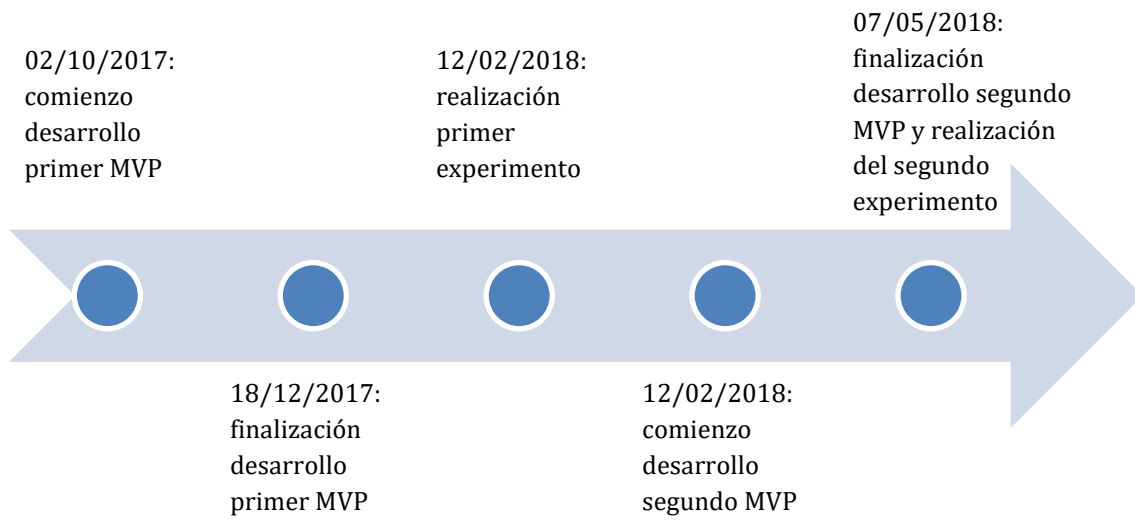 02/10/2017:
comienzo
desarrollo
primer MVP
18/12/2017:
finalización
desarrollo
primer MVP
12/02/2018:
realización
primer
experimento
12/02/2018:
comienzo
desarrollo
segundo MVP
07/05/2018:
finalización
desarrollo segundo
MVP y realización
del segundo
experimento